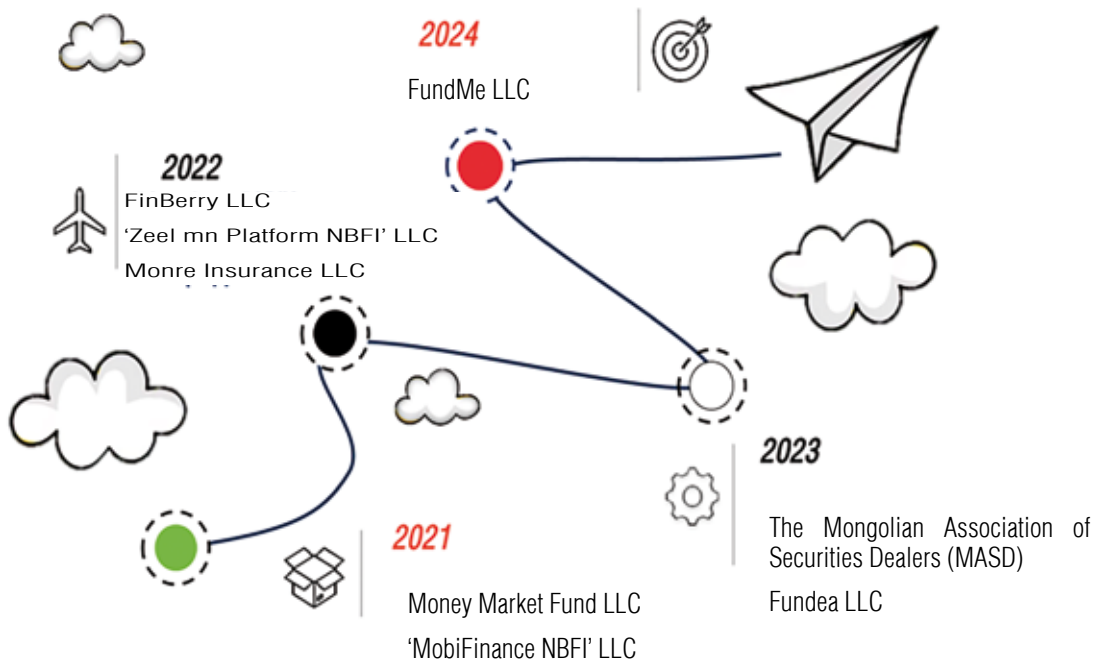 2024
FundMe LLC
2022
FinBerry LLC
‘Zeel mn Platform NBFI’ LLC
Monre Insurance LLC
2023
The Mongolian Association of
Securities Dealers (MASD)
Fundea LLC
2021
Money Market Fund LLC
‘MobiFinance NBFI’ LLC